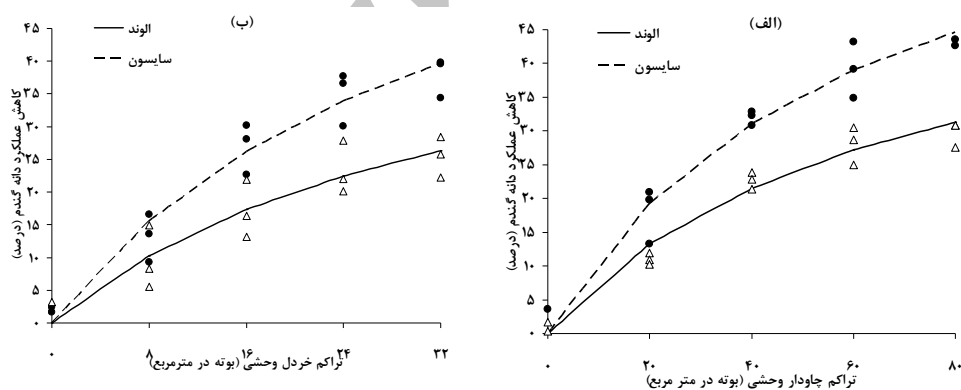 (الف)
الوند
سایسون
کاهش عملکرد دانه گندم (درصد)
۴۵
۴۰
۳۵
۳۰
۲۵
۲۰
۱۵
۱۰
۵
۰
۰ ۲۰ ۴۰ ۶۰ ۸۰
تراکم چاودار وحشی (بوته در متر مربع)
(ب)
الوند
سایسون
کاهش عملکرد دانه گندم (درصد)
۴۵
۴۰
۳۵
۳۰
۲۵
۲۰
۱۵
۱۰
۵
۰
۰ ۸ ۱۶ ۲۴ ۳۲
تراکم خردل وحشی (بوته در مترمربع)